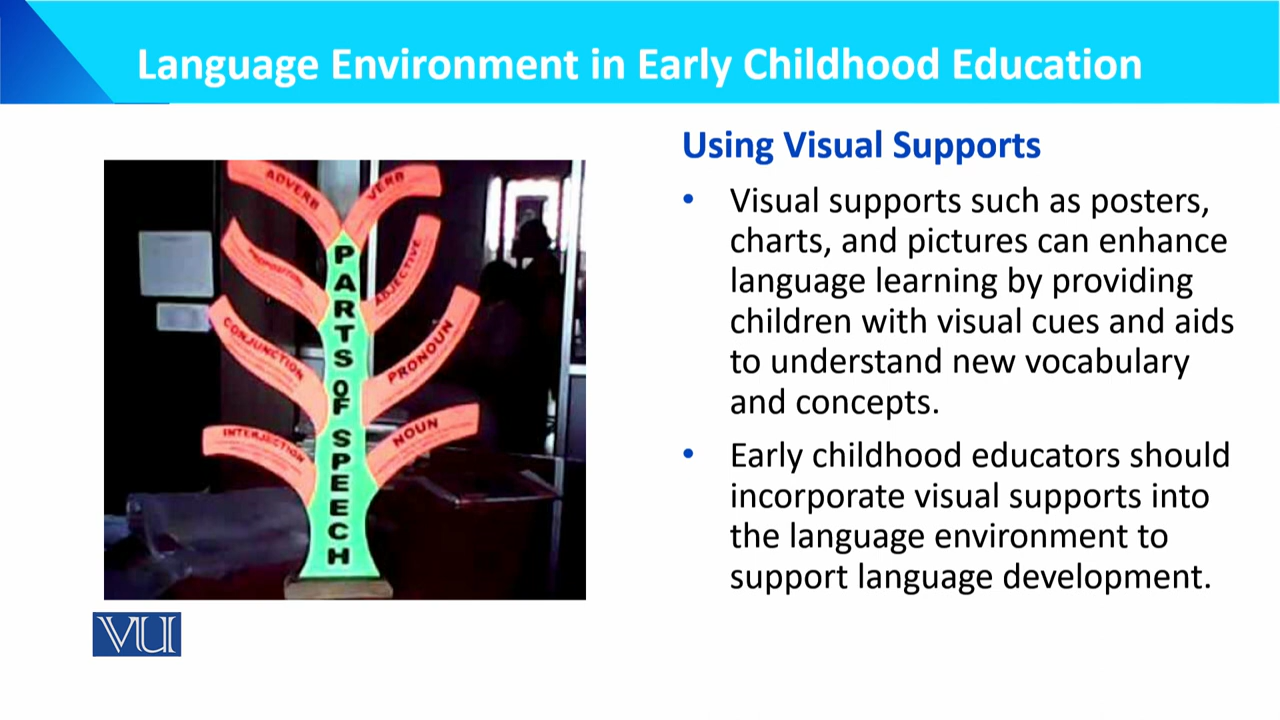 Language Environment in Early Childhood Education
ADVERB
VERB
ADJECTIVE
CONJUNCTION
PRONOUN
INTERJECTION
NOUN
PARTS OF SPEECH
VU
Using Visual Supports
• Visual supports such as posters,
charts, and pictures can enhance
language learning by providing
children with visual cues and aids
to understand new vocabulary
and concepts.
• Early childhood educators should
incorporate visual supports into
the language environment to
support language development.